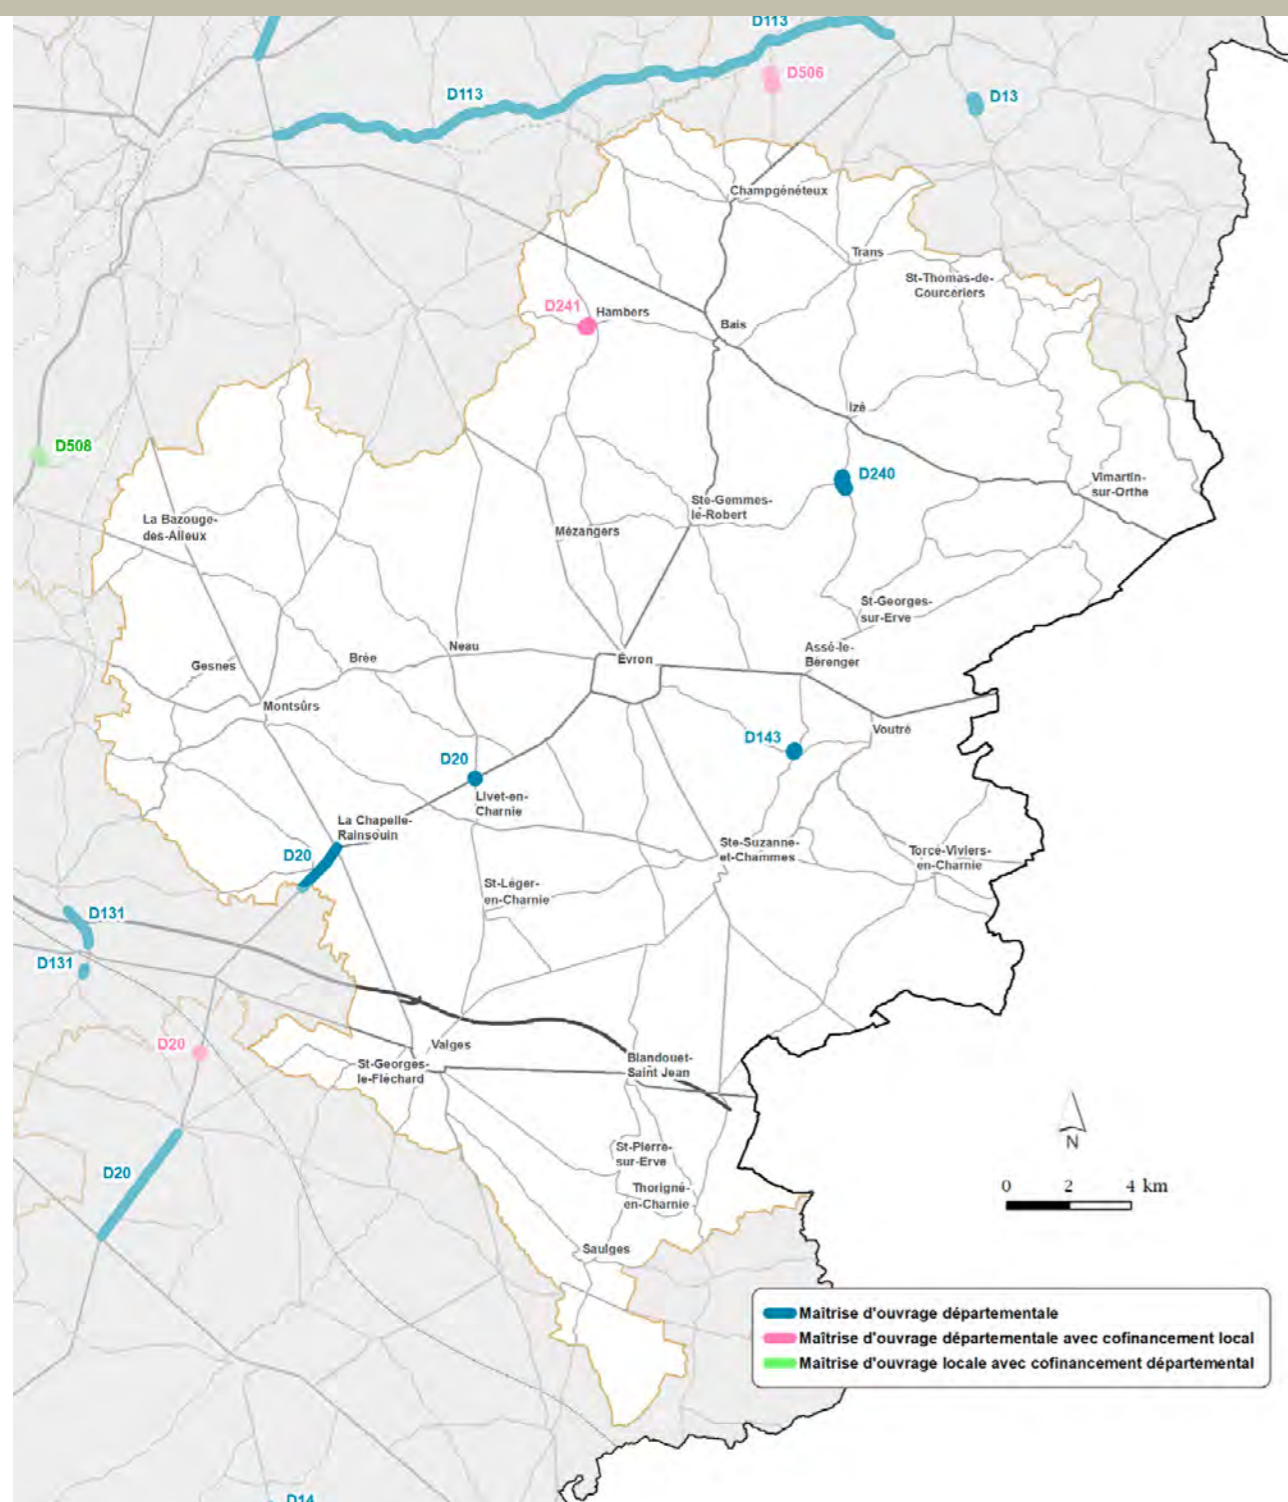 D113
D506
D113
D13
Champgénéteux
Trans
St-Thomas-de-
Courceriers
D241
Hambers
Bais
Izé
D508
D240
Vimartin-
sur-Orthe
Ste-Gemmes-
le-Robert
La Bazouge-
des-Alleux
Mézangers
St-Georges-
sur-Erve
Neau
Assé-le-
Bérenger
Brée
Évron
Gesnes
Montsûrs
Voutré
D143
D20
Livet-en-
Charnie
La Chapelle-
Rainsouin
Ste-Suzanne-
et-Chammes
Torcé-Viviers-
en-Charnie
D20
St-Léger-
en-Charnie
D131
D131
D20
Vaiges
St-Georges-
le-Fléchard
Blandouet-
Saint Jean
N
St-Pierre-
sur-Erve
D20
Thorigné-
en-Charnie
0 2 4 km
Saulges
Maîtrise d'ouvrage départementale
Maîtrise d'ouvrage départementale avec cofinancement local
Maîtrise d'ouvrage locale avec cofinancement départemental
D14